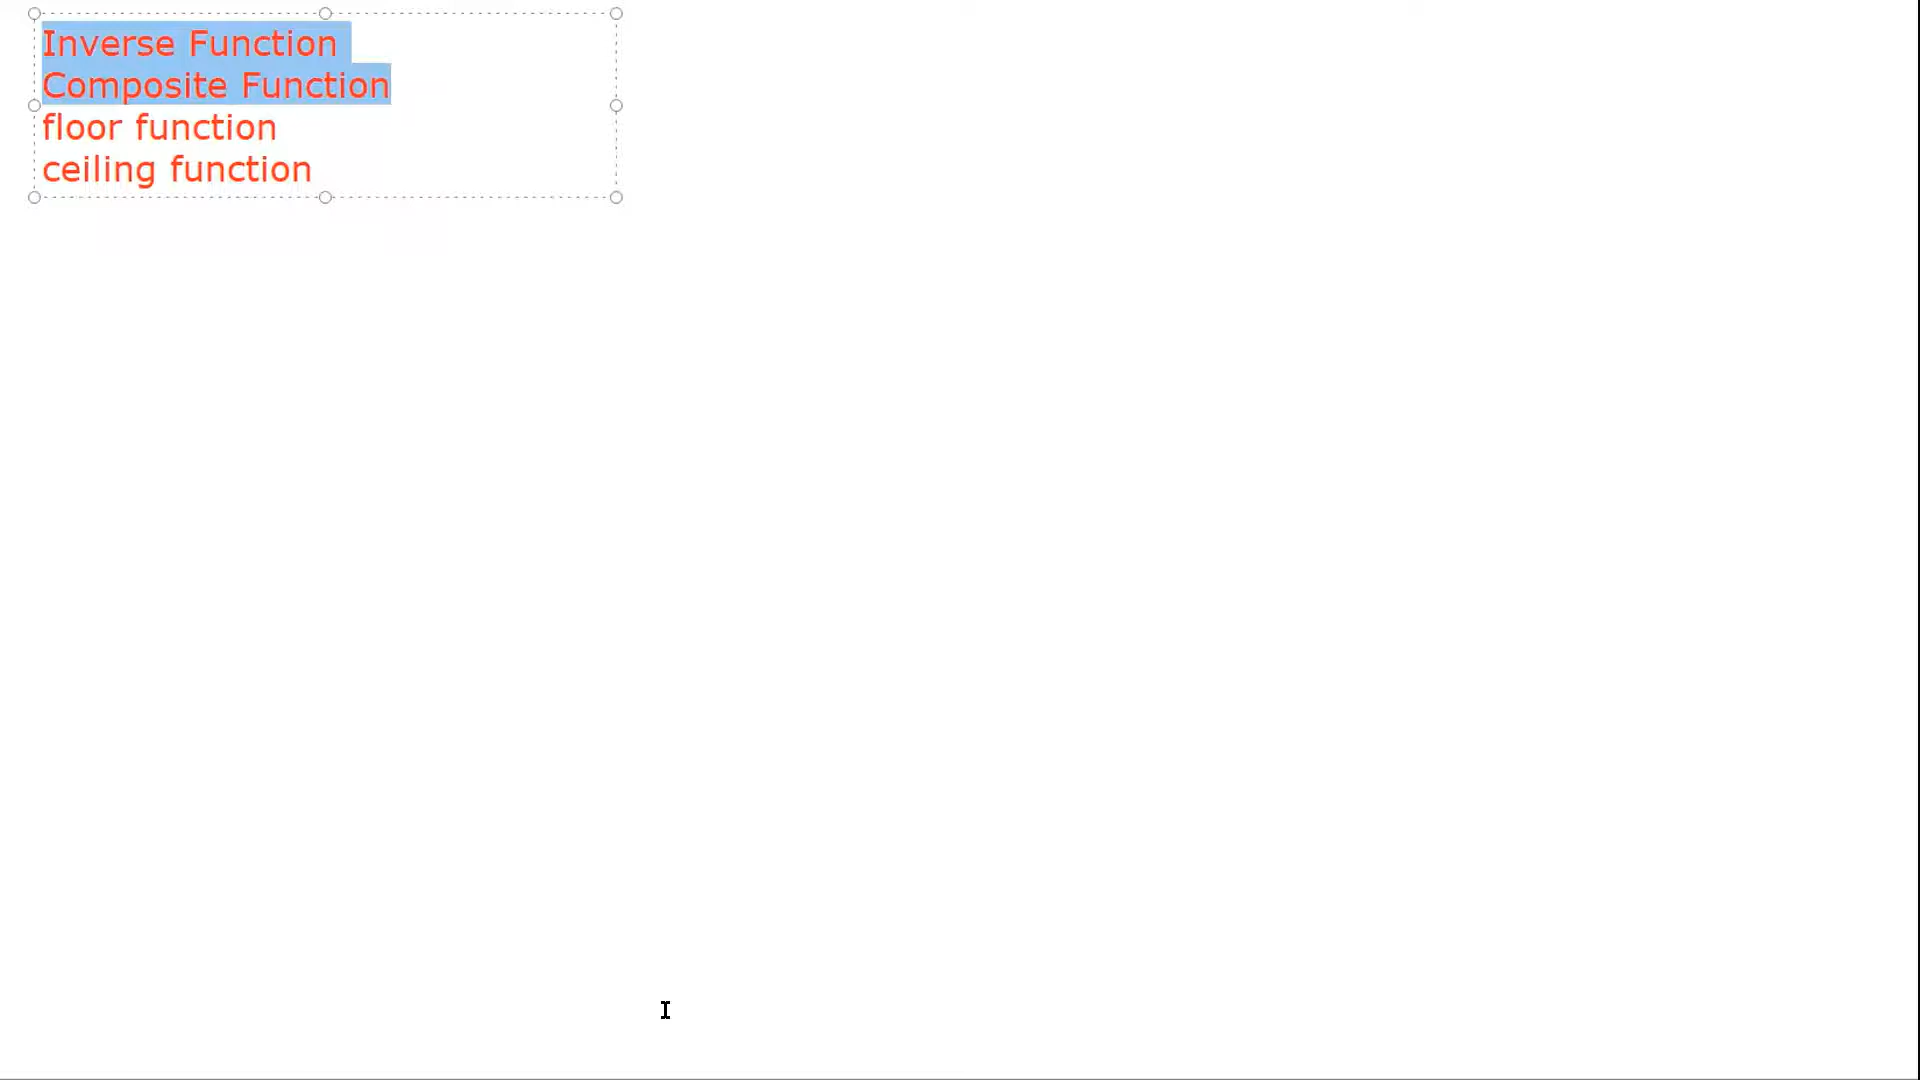 Inverse Function
Composite Function
floor function
ceiling function